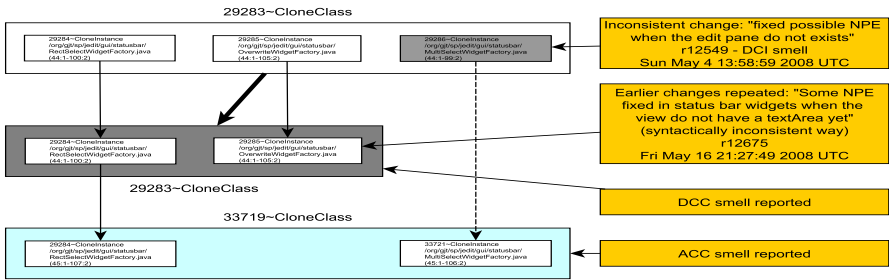 29283~CloneClass
29284~CloneInstance
/org/gjt/sp/jedit/gui/statusbar/
RectSelectWidgetFactory.java
(44:1-100:2)
29285~CloneInstance
/org/gjt/sp/jedit/gui/statusbar/
OverwriteWidgetFactory.java
(44:1-105:2)
29286~CloneInstance
/org/gjt/sp/jedit/gui/statusbar/
MultiSelectWidgetFactory.java
(44:1-99:2)
Inconsistent change: "fixed possible NPE
when the edit pane do not exists"
r12549 - DCI smell
Sun May 4 13:58:59 2008 UTC
Earlier changes repeated: "Some NPE
fixed in status bar widgets when the
view do not have a textArea yet"
(syntactically inconsistent way)
r12675
Fri May 16 21:27:49 2008 UTC
29284~CloneInstance
/org/gjt/sp/jedit/gui/statusbar/
RectSelectWidgetFactory.java
(44:1-100:2)
29285~CloneInstance
/org/gjt/sp/jedit/gui/statusbar/
OverwriteWidgetFactory.java
(44:1-105:2)
29283~CloneClass
DCC smell reported
33719~CloneClass
29284~CloneInstance
/org/gjt/sp/jedit/gui/statusbar/
RectSelectWidgetFactory.java
(45:1-107:2)
33721~CloneInstance
/org/gjt/sp/jedit/gui/statusbar/
MultiSelectWidgetFactory.java
(45:1-106:2)
ACC smell reported